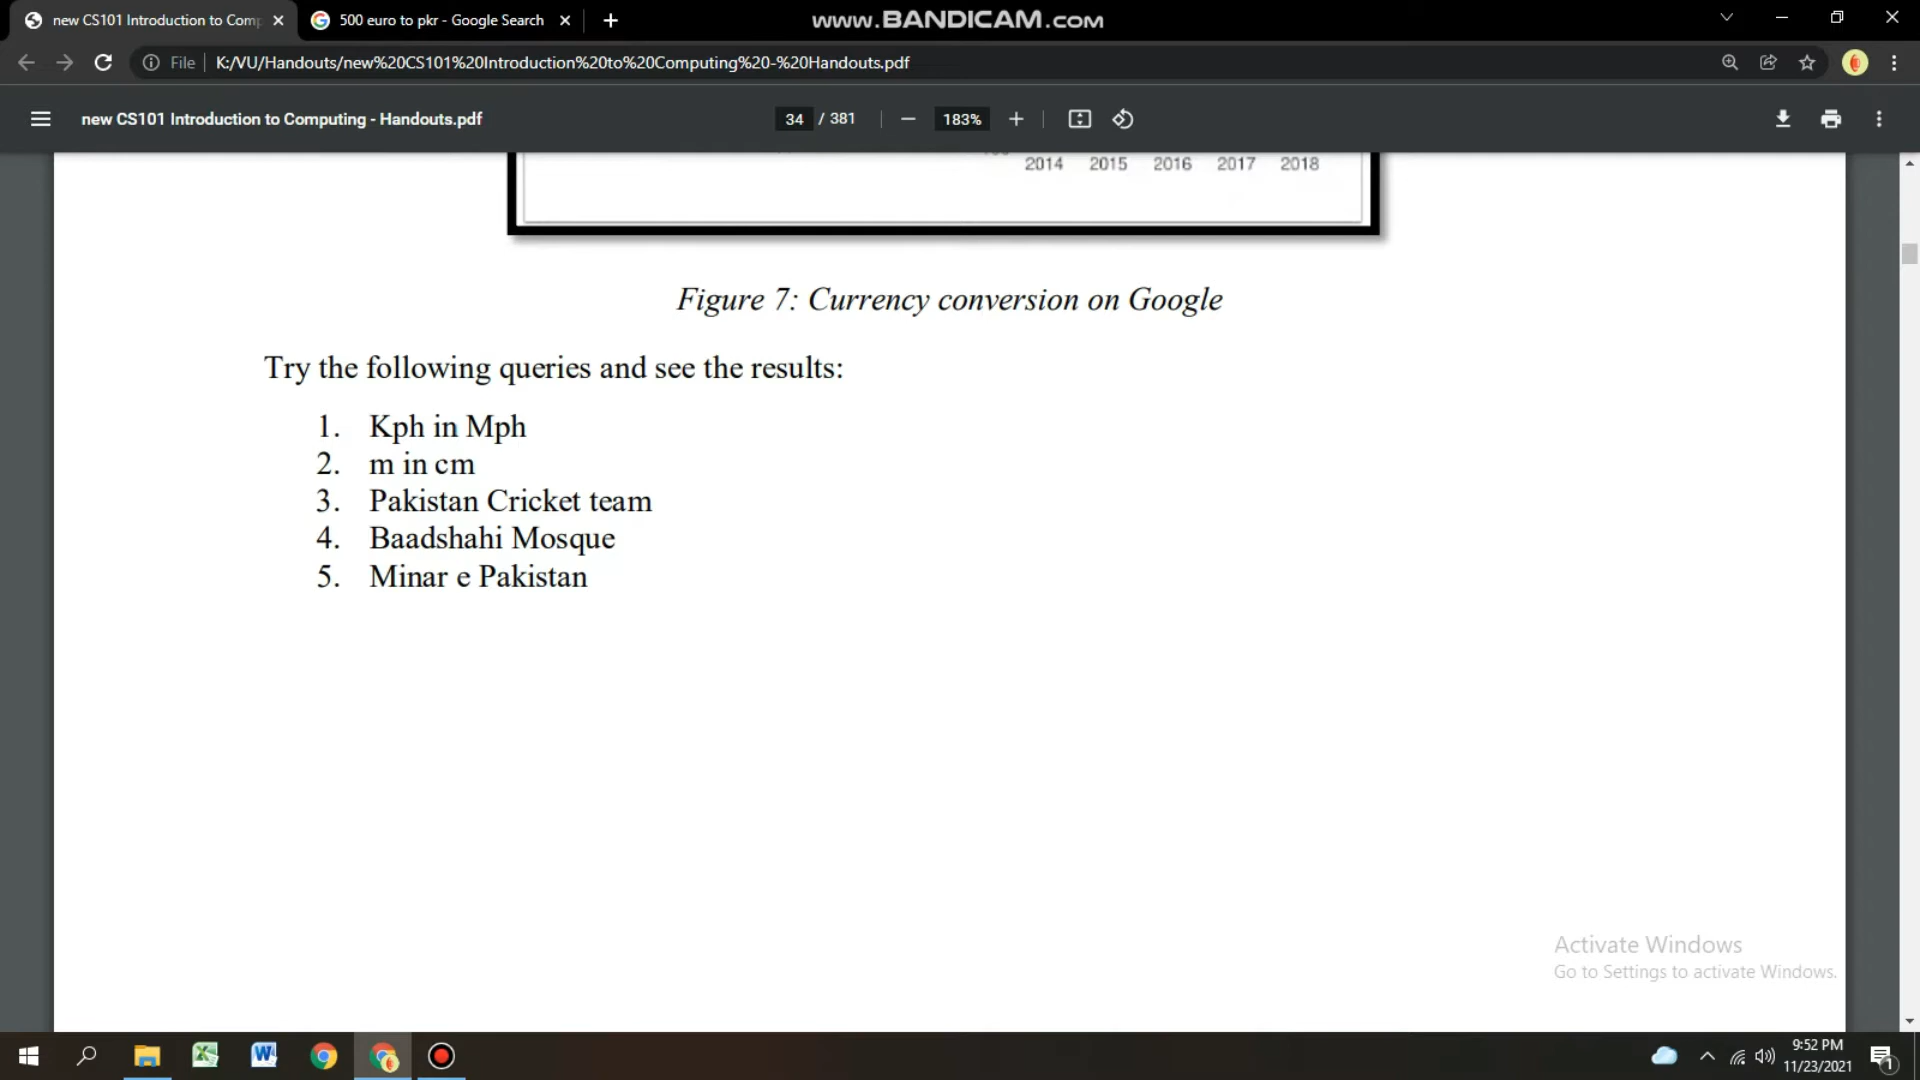 new CS101 Introduction to Comp
500 euro to pkr - Google Search
www.BANDICAM.com
File
K:/VU/Handouts/new%20CS101%20Introduction%20to%20Computing%20-%20Handouts.pdf
new CS101 Introduction to Computing - Handouts.pdf
34 / 381
183%
2014 2015 2016 2017 2018
Figure 7: Currency conversion on Google
Try the following queries and see the results:
1. Kph in Mph
2. m in cm
3. Pakistan Cricket team
4. Baadshahi Mosque
5. Minar e Pakistan
Activate Windows
Go to Settings to activate Windows.
9:52 PM
11/23/2021
1